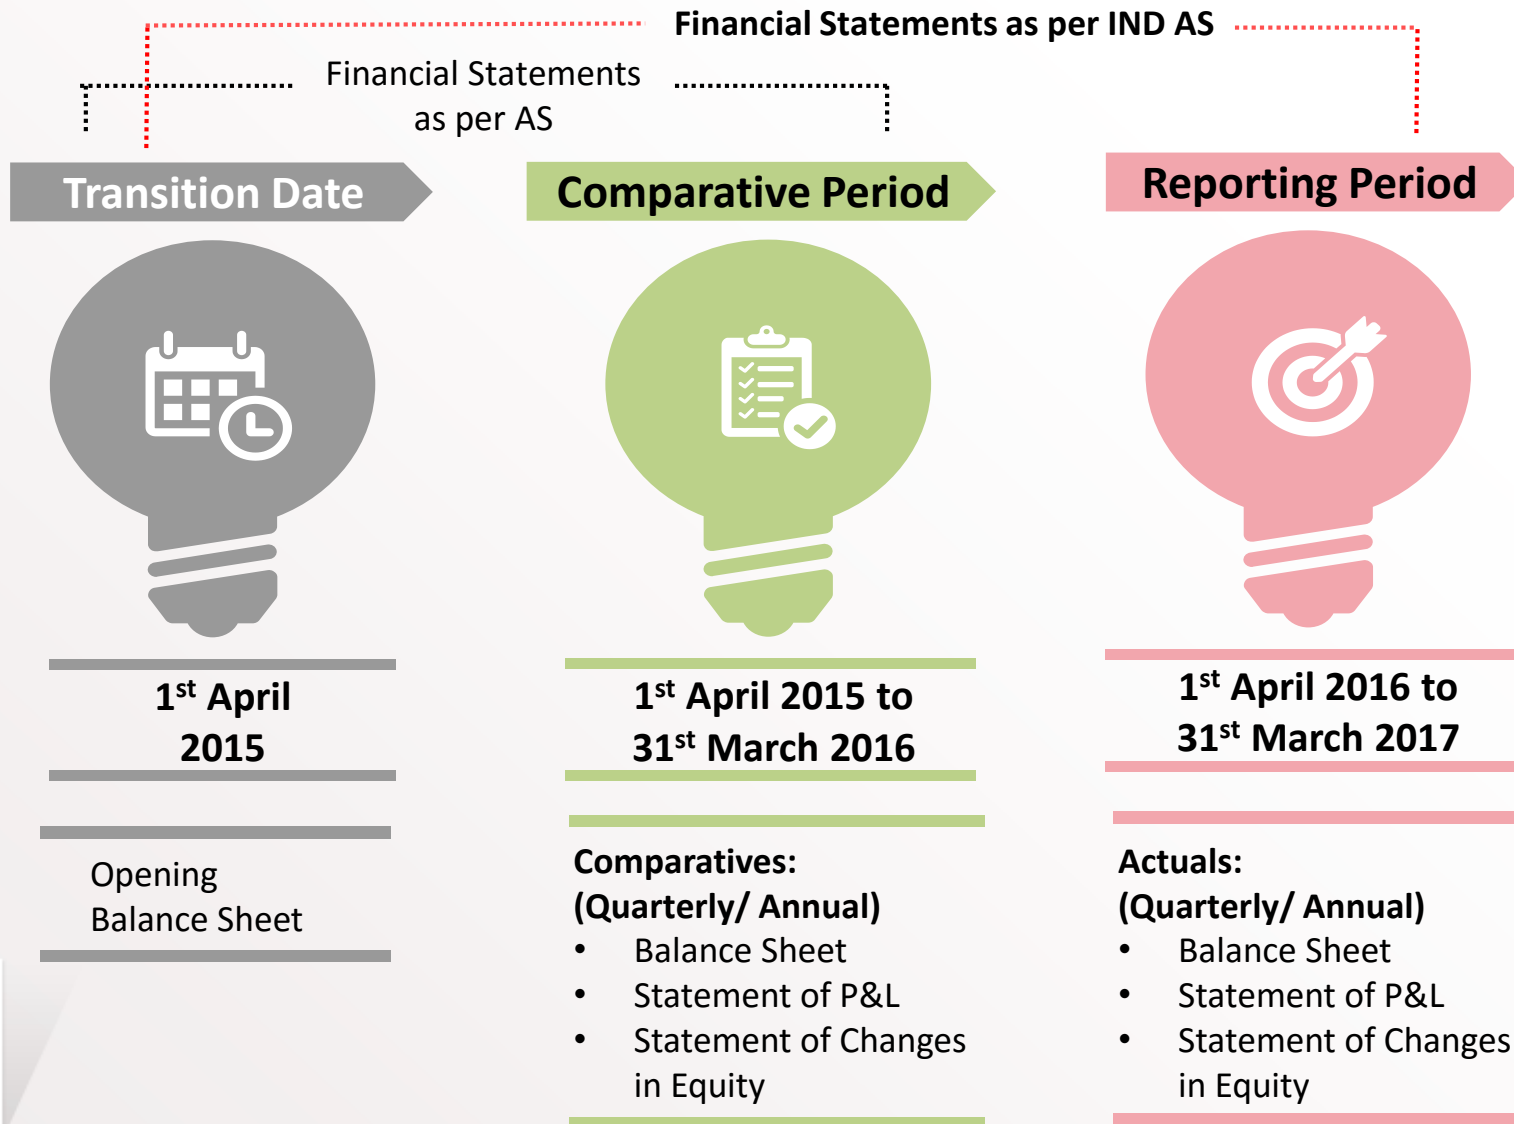 Financial Statements as per IND AS
Financial Statements
as per AS
Transition Date
Comparative Period
Reporting Period
1st April
2015
1st April 2015 to
31st March 2016
1st April 2016 to
31st March 2017
Opening
Balance Sheet
Comparatives:
(Quarterly/ Annual)
• Balance Sheet
• Statement of P&L
• Statement of Changes
in Equity
Actuals:
(Quarterly/ Annual)
• Balance Sheet
• Statement of P&L
• Statement of Changes
in Equity